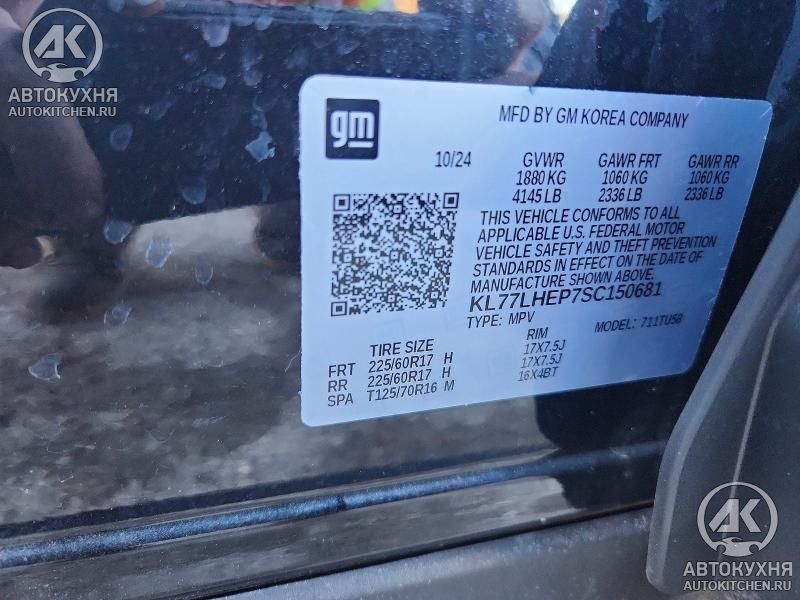 АК
АВТОКУХНЯ
AUTOKITCHEN.RU
gm
MFD BY GM KOREA COMPANY
10/24 GVWR GAWR FRT GAWR RR
1880 KG 1060 KG 1060 KG
4145 LB 2336 LB 2336 LB
THIS VEHICLE CONFORMS TO ALL
APPLICABLE U.S. FEDERAL MOTOR
VEHICLE SAFETY AND THEFT PREVENTION
STANDARDS IN EFFECT ON THE DATE OF
MANUFACTURE SHOWN ABOVE.
KL77LHEP7SC150681
TYPE: MPV MODEL: 711TU58
TIRE SIZE RIM
FRT 225/60R17 H 17X7.5J
RR 225/60R17 H 17X7.5J
SPA T125/70R16 M 16X4BT
АК
АВТОКУХНЯ
AUTOKITCHEN.RU